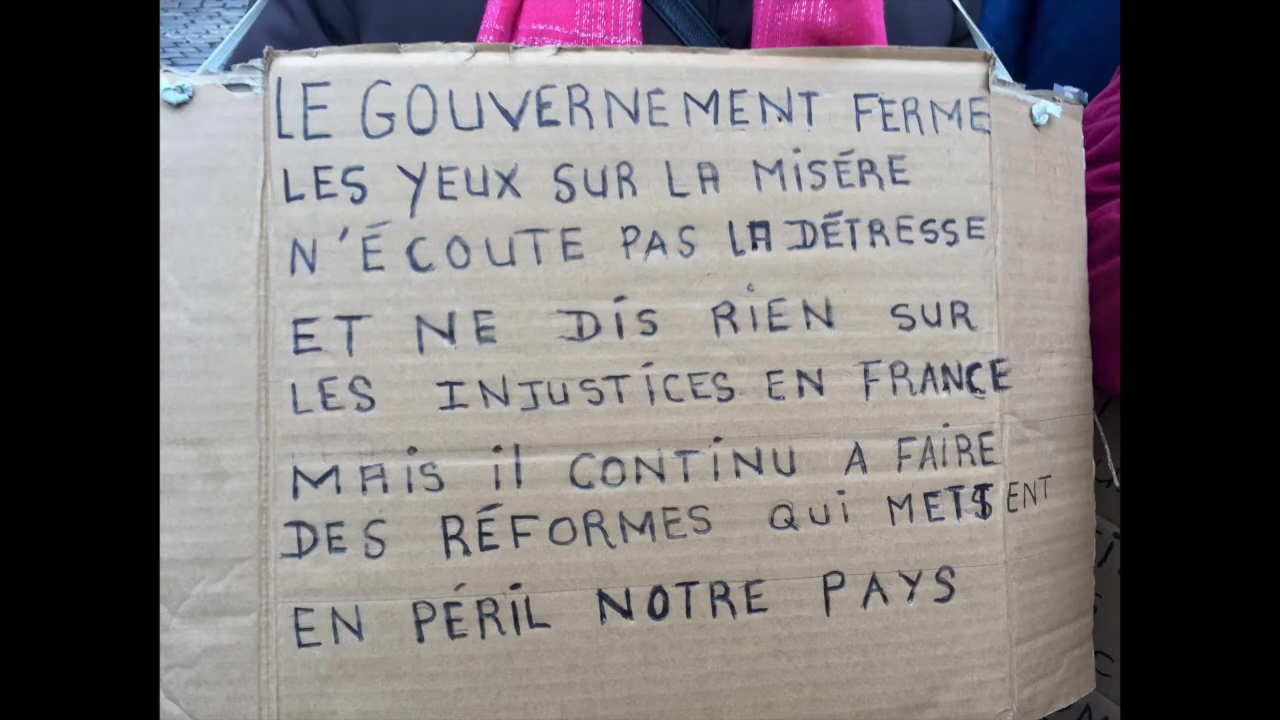 LE GOUVERNEMENT FERME
LES YEUX SUR LA MiSÉRE
N'ÉCOUTE PAS LA DÉTRESSE
ET NE DiS RiEN SUR
LES INJUSTiCES EN FRANCE
MAiS il CONTiNU A FAiRE
DES RÉFORMES QUi METTENT
EN PÉRiL NOTRE PAYS